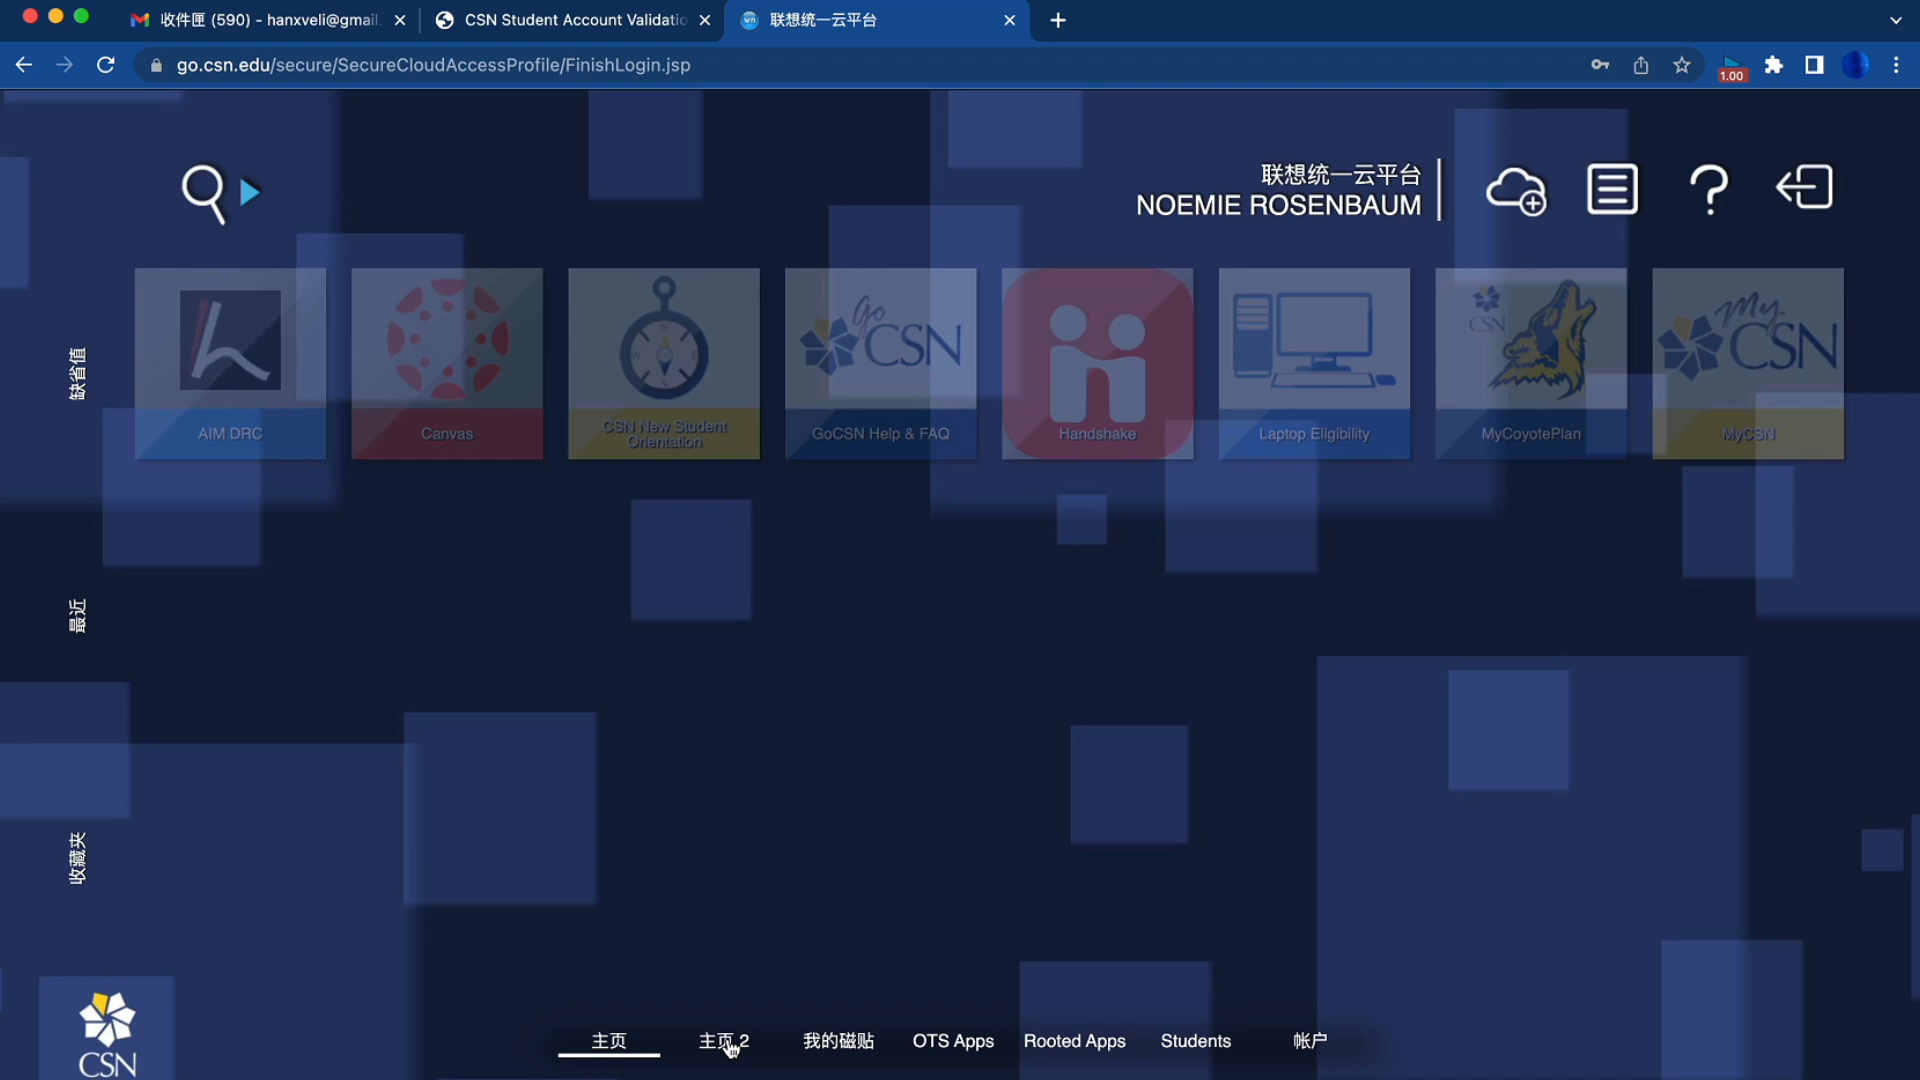 收件匣 (590) - hanxveli@gmail.
CSN Student Account Validatio
联想统一云平台
go.csn.edu/secure/SecureCloudAccessProfile/FinishLogin.jsp
1.00
联想统一云平台
NOEMIE ROSENBAUM
缺省值
AIM DRC
Canvas
CSN New Student
Orientation
Go CSN
GoCSN Help & FAQ
Handshake
Laptop Eligibility
CSN
MyCoyotePlan
My CSN
MyCSN
最近
收藏夹
CSN
主页
主页 2
我的磁贴
OTS Apps
Rooted Apps
Students
帐户